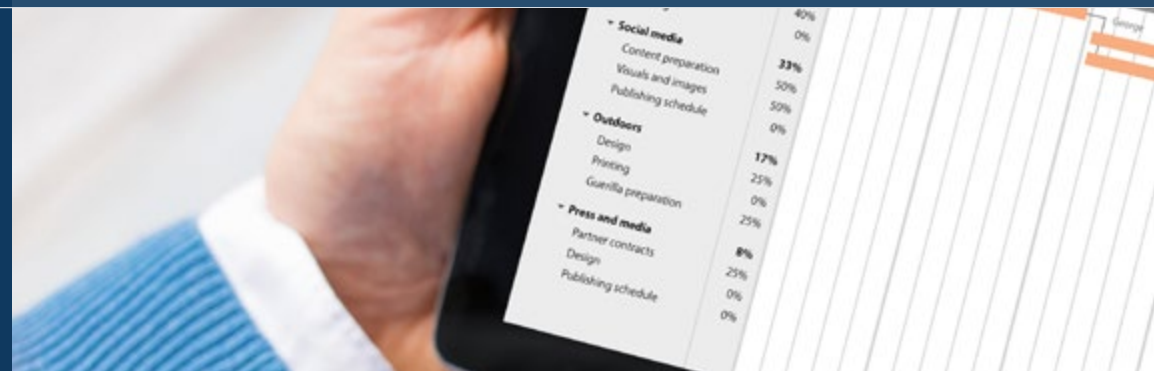 40%
0%
Social media 33%
Content preparation 50%
Visuals and images 50%
Publishing schedule 0%
Outdoors 17%
Design 25%
Printing 0%
Guerilla preparation 25%
Press and media 8%
Partner contracts 25%
Design 0%
Publishing schedule 0%
George